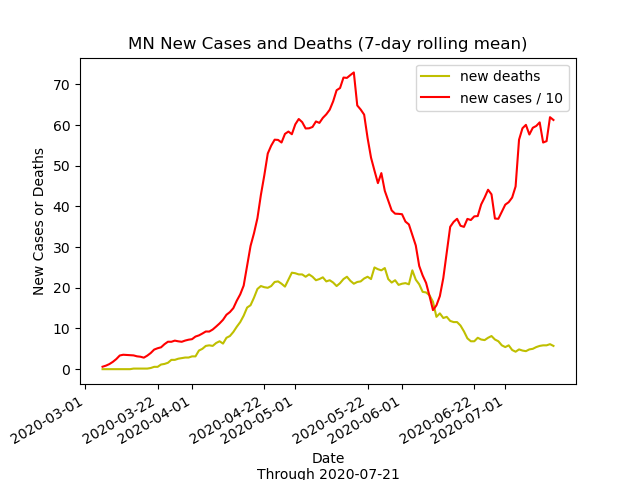 MN New Cases and Deaths (7-day rolling mean)
new deaths
new cases / 10
New Cases or Deaths
70
60
50
40
30
20
10
0
2020-03-01
2020-03-22
2020-04-01
2020-04-22
2020-05-01
2020-05-22
2020-06-01
2020-06-22
2020-07-01
Date
Through 2020-07-21